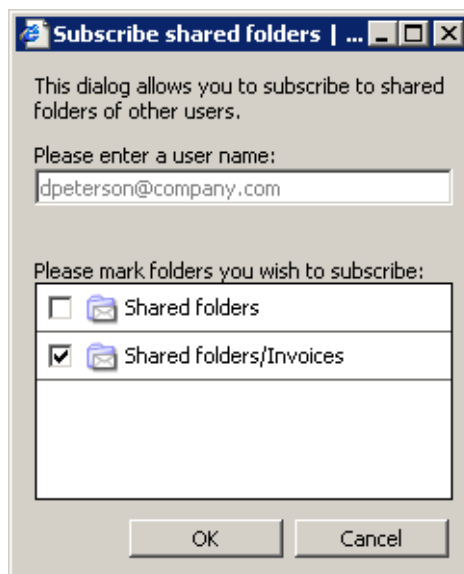 Subscribe shared folders | ...
This dialog allows you to subscribe to shared
folders of other users.
Please enter a user name:
dpeterson@company.com
Please mark folders you wish to subscribe:
Shared folders
Shared folders/Invoices
OK Cancel